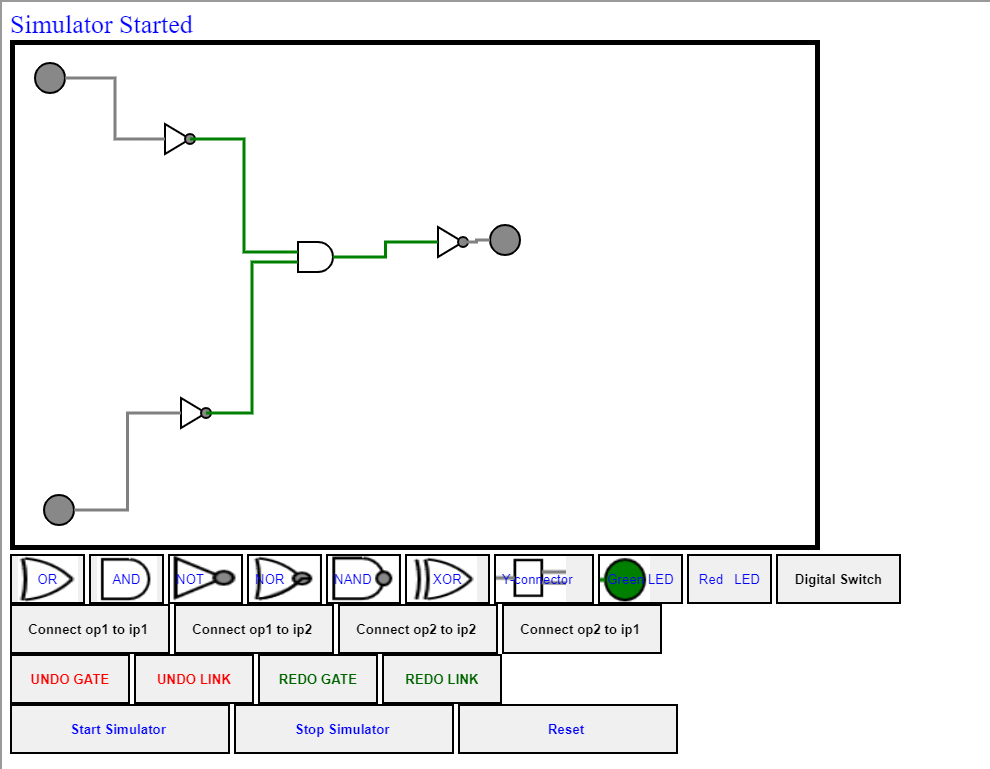 Simulator Started
OR AND NOT NOR NAND XOR Y-connector Green LED Red LED Digital Switch
Connect op1 to ip1 Connect op1 to ip2 Connect op2 to ip2 Connect op2 to ip1
UNDO GATE UNDO LINK REDO GATE REDO LINK
Start Simulator Stop Simulator Reset